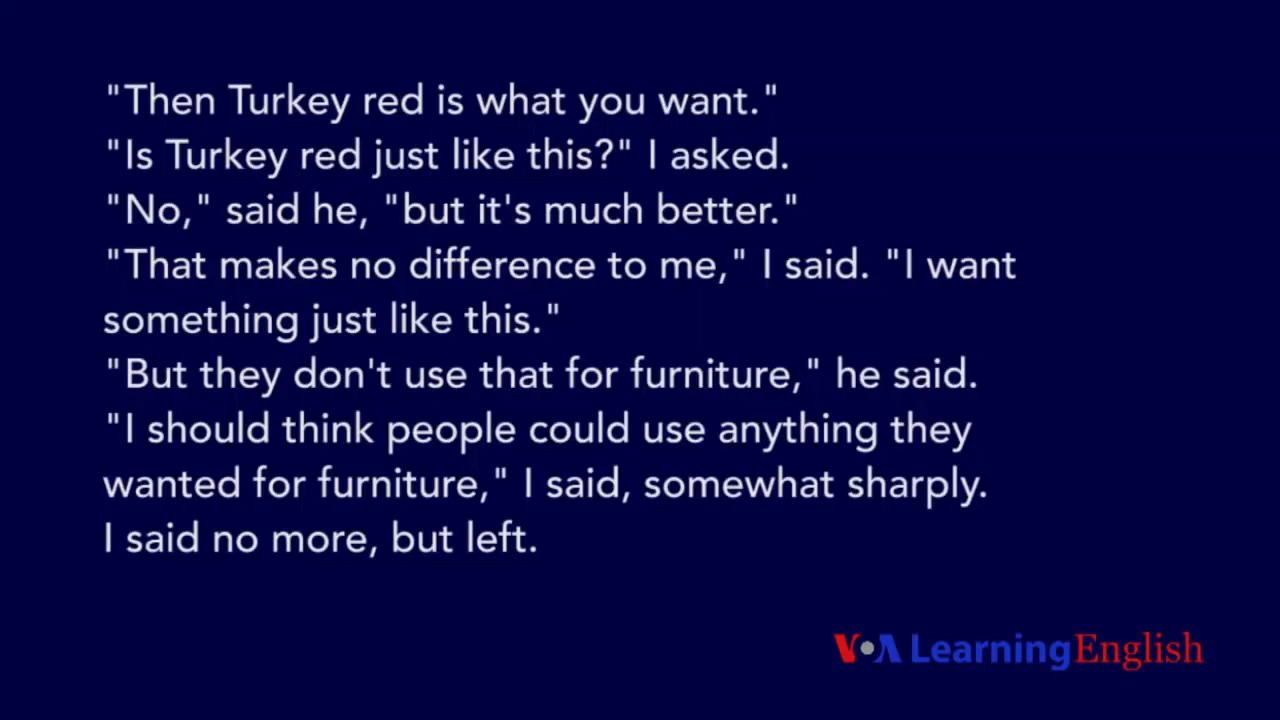 "Then Turkey red is what you want."
"Is Turkey red just like this?" I asked.
"No," said he, "but it's much better."
"That makes no difference to me," I said. "I want
something just like this."
"But they don't use that for furniture," he said.
"I should think people could use anything they
wanted for furniture," I said, somewhat sharply.
I said no more, but left.
VOA Learning English